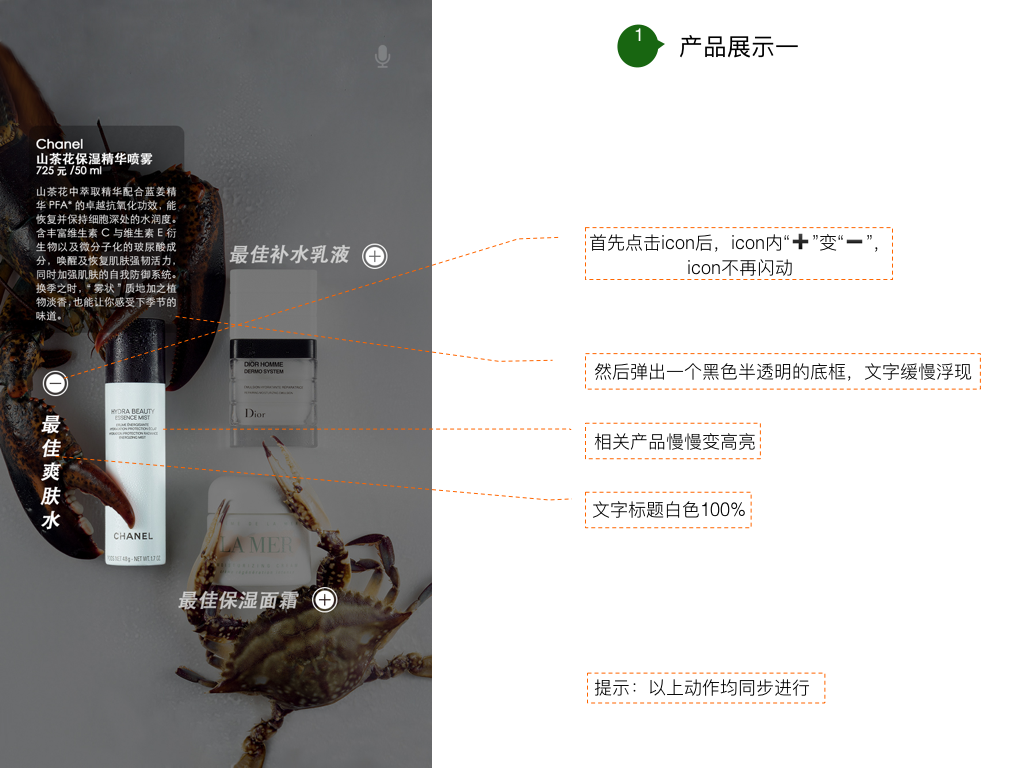 1
产品展示一
Chanel
山茶花保湿精华喷雾
725 元 /50 ml
山茶花中萃取精华配合蓝姜精
华 PFA* 的卓越抗氧化功效，能
恢复并保持细胞深处的水润度。
含丰富维生素 C 与维生素 E 衍
生物以及微分子化的玻尿酸成
分，唤醒及恢复肌肤强韧活力，
同时加强肌肤的自我防御系统。
换季之时，“雾状”质地加之植
物淡香，也能让你感受下季节的
味道。
最佳补水乳液
首先点击icon后，icon内“+”变“−”，
icon不再闪动
然后弹出一个黑色半透明的底框，文字缓慢浮现
DIOR HOMME
DERMO SYSTEM
Dior
最佳爽肤水
HYDRA BEAUTY
ESSENCE MIST
CHANEL
相关产品慢慢变高亮
文字标题白色100%
LA MER
最佳保湿面霜
提示：以上动作均同步进行